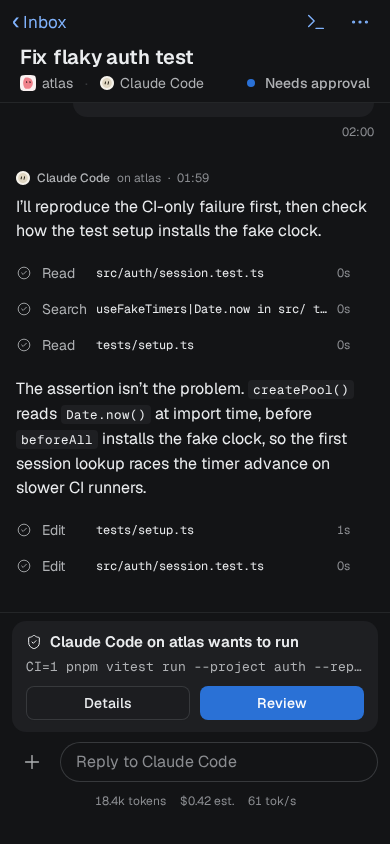 Inbox
Fix flaky auth test
atlas · Claude Code Needs approval
02:00
Claude Code on atlas · 01:59
I'll reproduce the CI-only failure first, then check
how the test setup installs the fake clock.
Read src/auth/session.test.ts 0s
Search useFakeTimers|Date.now in src/ t… 0s
Read tests/setup.ts 0s
The assertion isn't the problem. createPool()
reads Date.now() at import time, before
beforeAll installs the fake clock, so the first
session lookup races the timer advance on
slower CI runners.
Edit tests/setup.ts 1s
Edit src/auth/session.test.ts 0s
Claude Code on atlas wants to run
CI=1 pnpm vitest run --project auth --rep…
Details Review
Reply to Claude Code
18.4k tokens $0.42 est. 61 tok/s